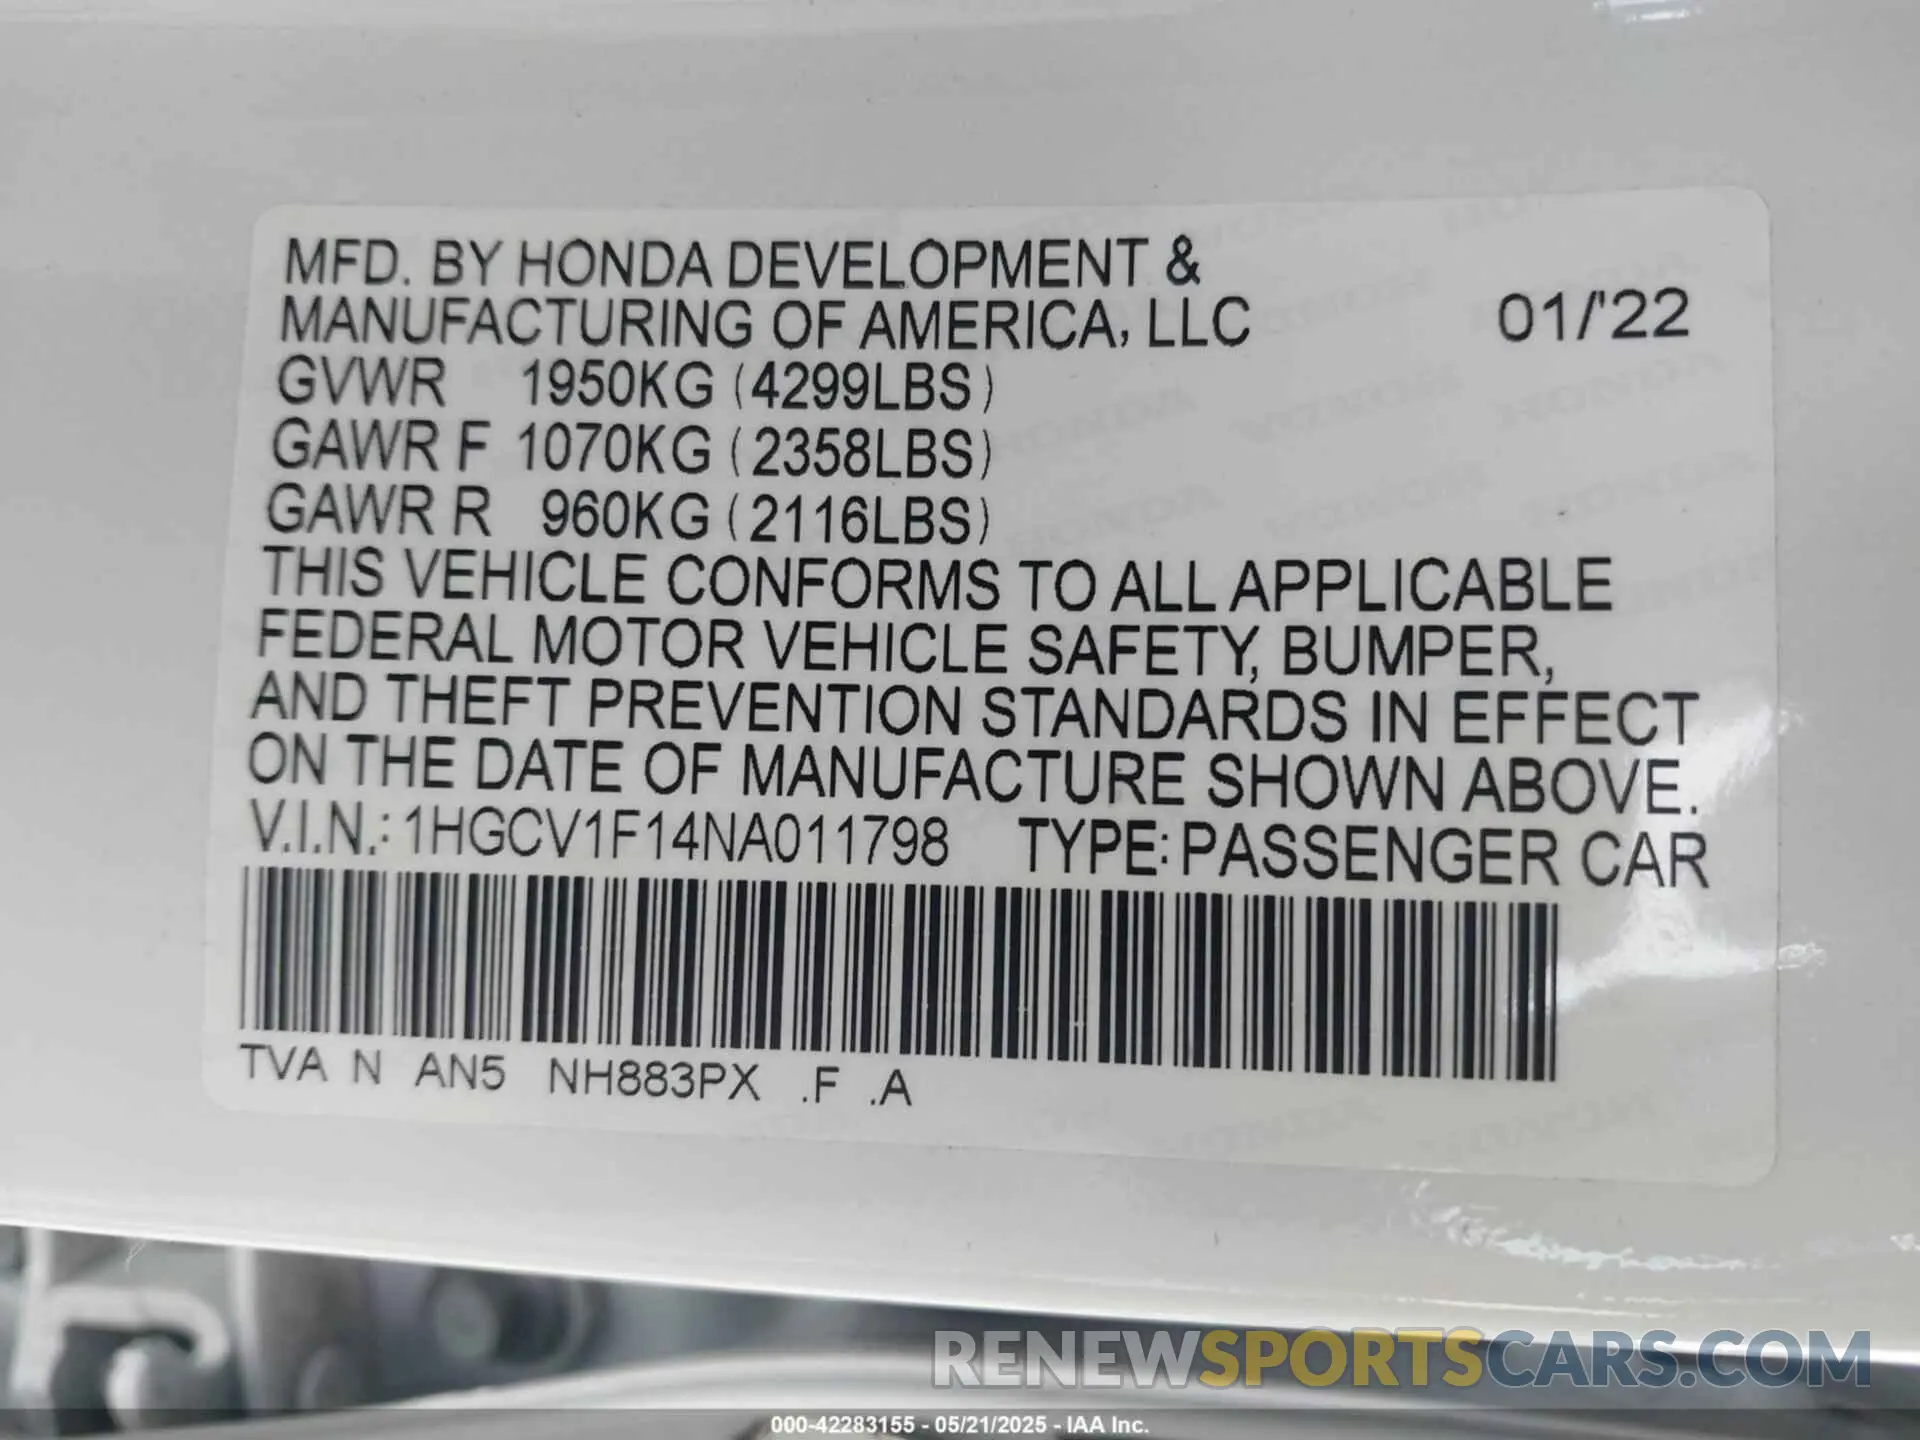 MFD. BY HONDA DEVELOPMENT &
MANUFACTURING OF AMERICA, LLC 01/'22
GVWR 1950KG (4299LBS)
GAWR F 1070KG (2358LBS)
GAWR R 960KG (2116LBS)
THIS VEHICLE CONFORMS TO ALL APPLICABLE
FEDERAL MOTOR VEHICLE SAFETY, BUMPER,
AND THEFT PREVENTION STANDARDS IN EFFECT
ON THE DATE OF MANUFACTURE SHOWN ABOVE.
V.I.N.: 1HGCV1F14NA011798 TYPE: PASSENGER CAR
TVA N AN5 NH883PX .F .A
RENEWSPORTSCARS.COM
000-42283155 - 05/21/2025 - IAA Inc.